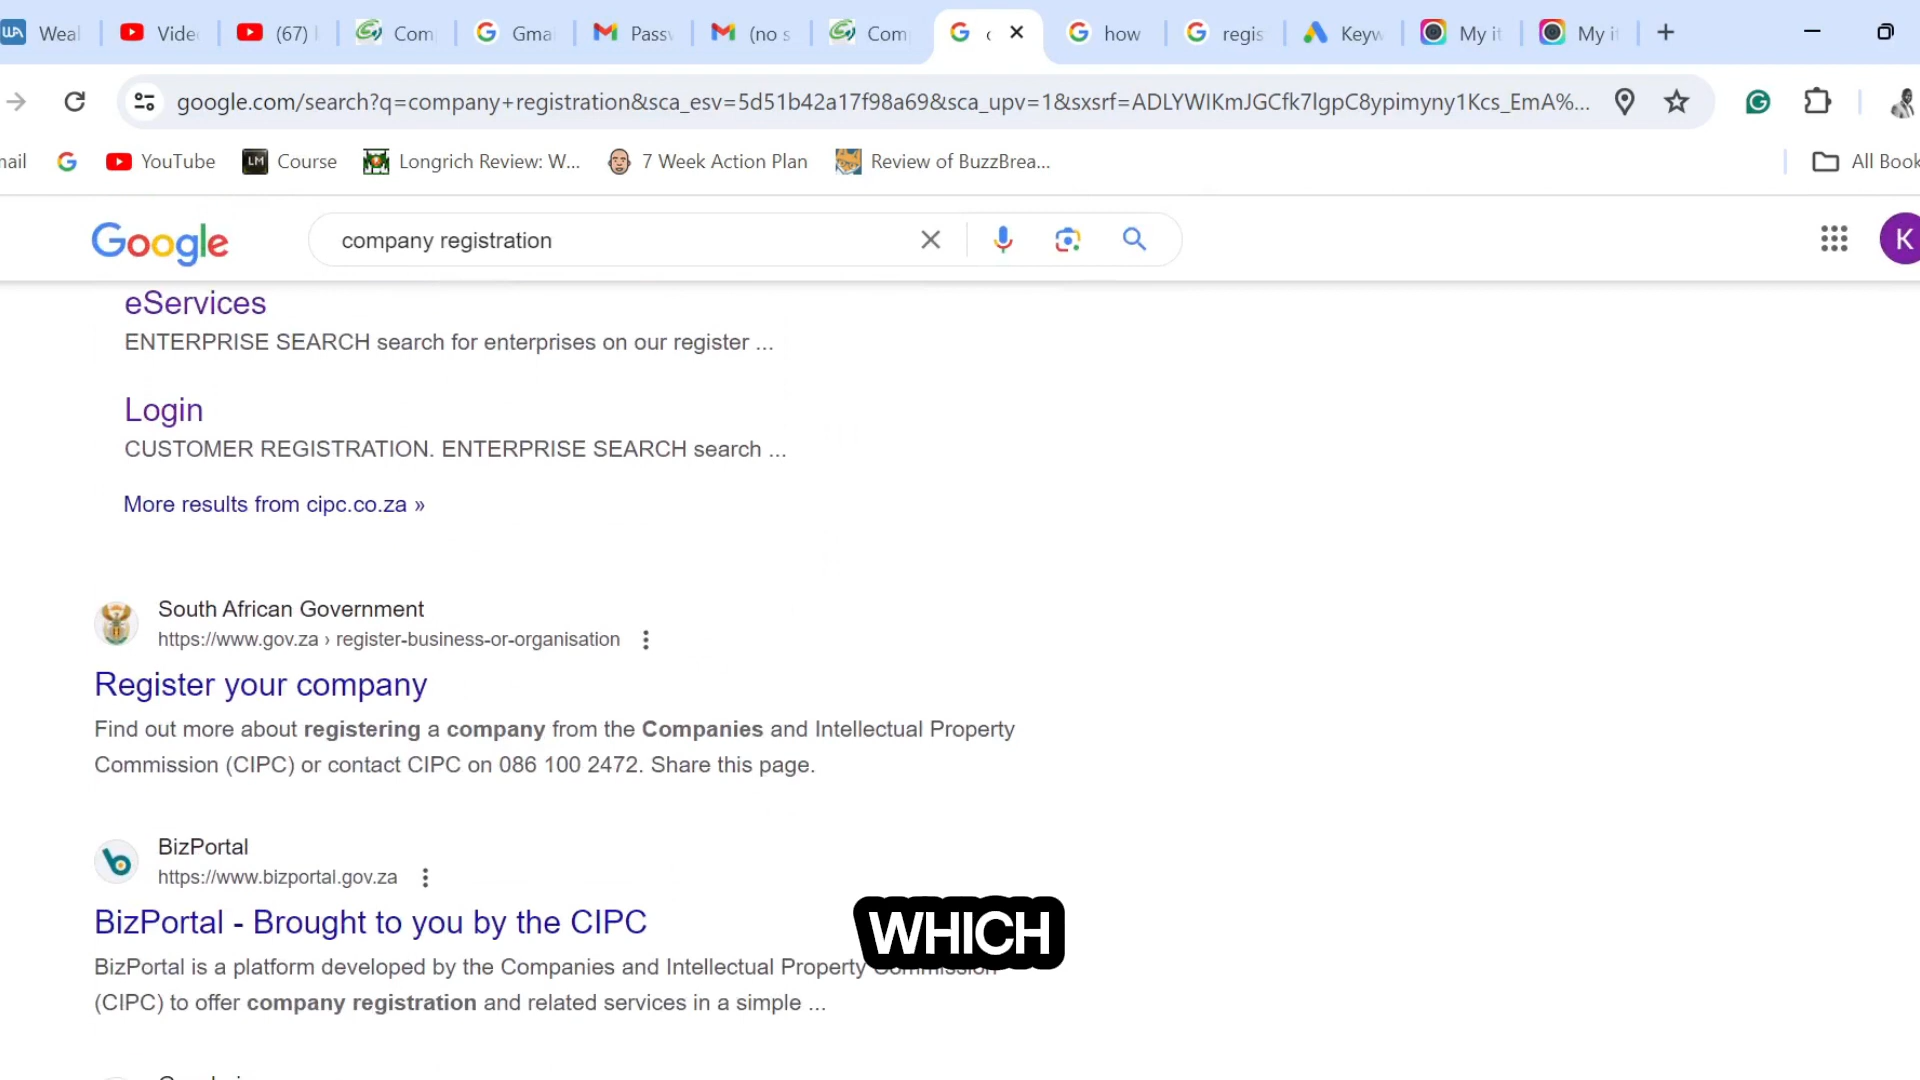 Weal
Vide
(67)
Com
Gma
Passw
(no s
Com
how
regis
Keyw
My it
My it
google.com/search?q=company+registration&sca_esv=5d51b42a17f98a69&sca_upv=1&sxsrf=ADLYWIKmJGCfk7lgpC8ypimyny1Kcs_EmA%...
mail
YouTube
LM
Course
Longrich Review: W...
7 Week Action Plan
Review of BuzzBrea...
All Book
Google
company registration
K
eServices
ENTERPRISE SEARCH search for enterprises on our register ...
Login
CUSTOMER REGISTRATION. ENTERPRISE SEARCH search ...
More results from cipc.co.za »
South African Government
https://www.gov.za › register-business-or-organisation
Register your company
Find out more about registering a company from the Companies and Intellectual Property
Commission (CIPC) or contact CIPC on 086 100 2472. Share this page.
BizPortal
https://www.bizportal.gov.za
BizPortal - Brought to you by the CIPC
WHICH
BizPortal is a platform developed by the Companies and Intellectual Property Commission
(CIPC) to offer company registration and related services in a simple ...